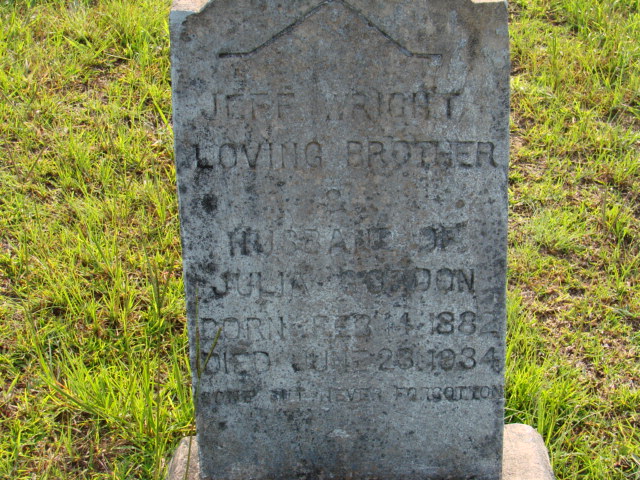 JEFF WRIGHT
LOVING BROTHER
&
HUSBAND OF
JULIA GORDON
BORN FEB 14 1882
DIED JUNE 23, 1934
GONE BUT NEVER FORGOTTON